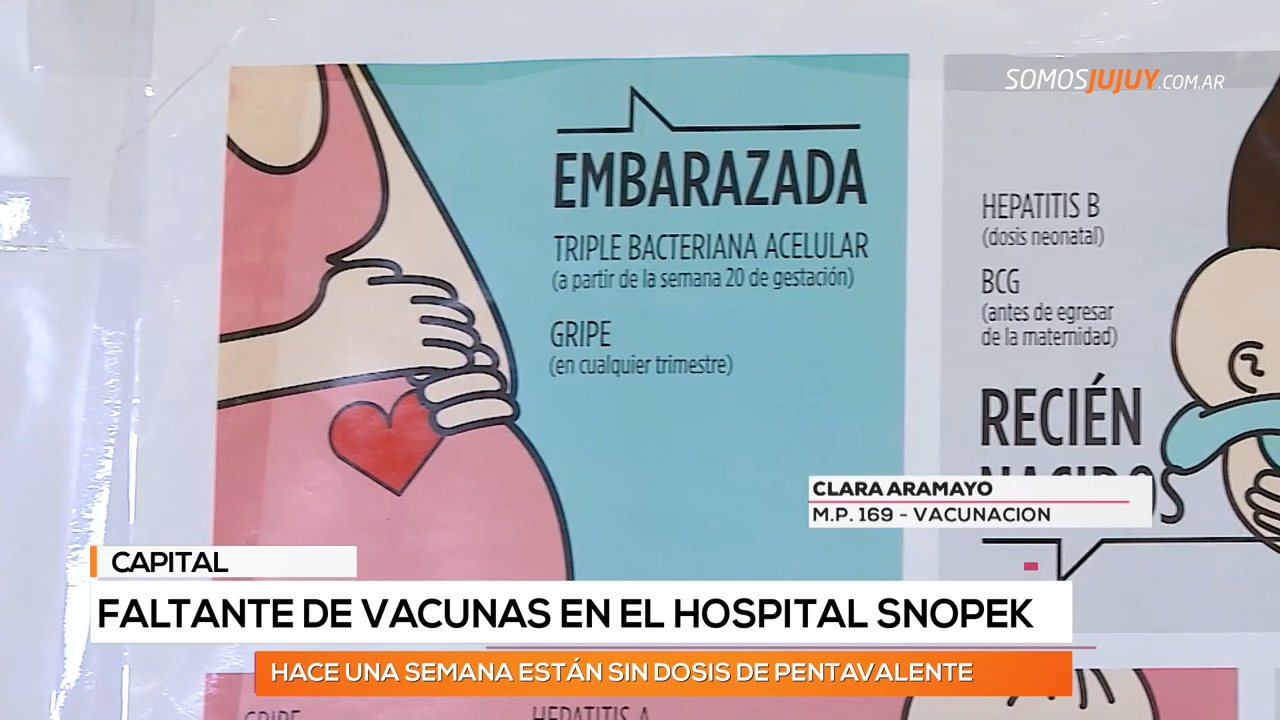 SOMOSJUJUY.COM.AR
EMBARAZADA
TRIPLE BACTERIANA ACELULAR
(a partir de la semana 20 de gestación)
GRIPE
(en cualquier trimestre)
HEPATITIS B
(dosis neonatal)
BCG
(antes de egresar
de la maternidad)
RECIÉN
NACIDOS
CLARA ARAMAYO
M.P. 169 - VACUNACION
CAPITAL
FALTANTE DE VACUNAS EN EL HOSPITAL SNOPEK
HACE UNA SEMANA ESTÁN SIN DOSIS DE PENTAVALENTE
GRIPE
HEPATITIS A